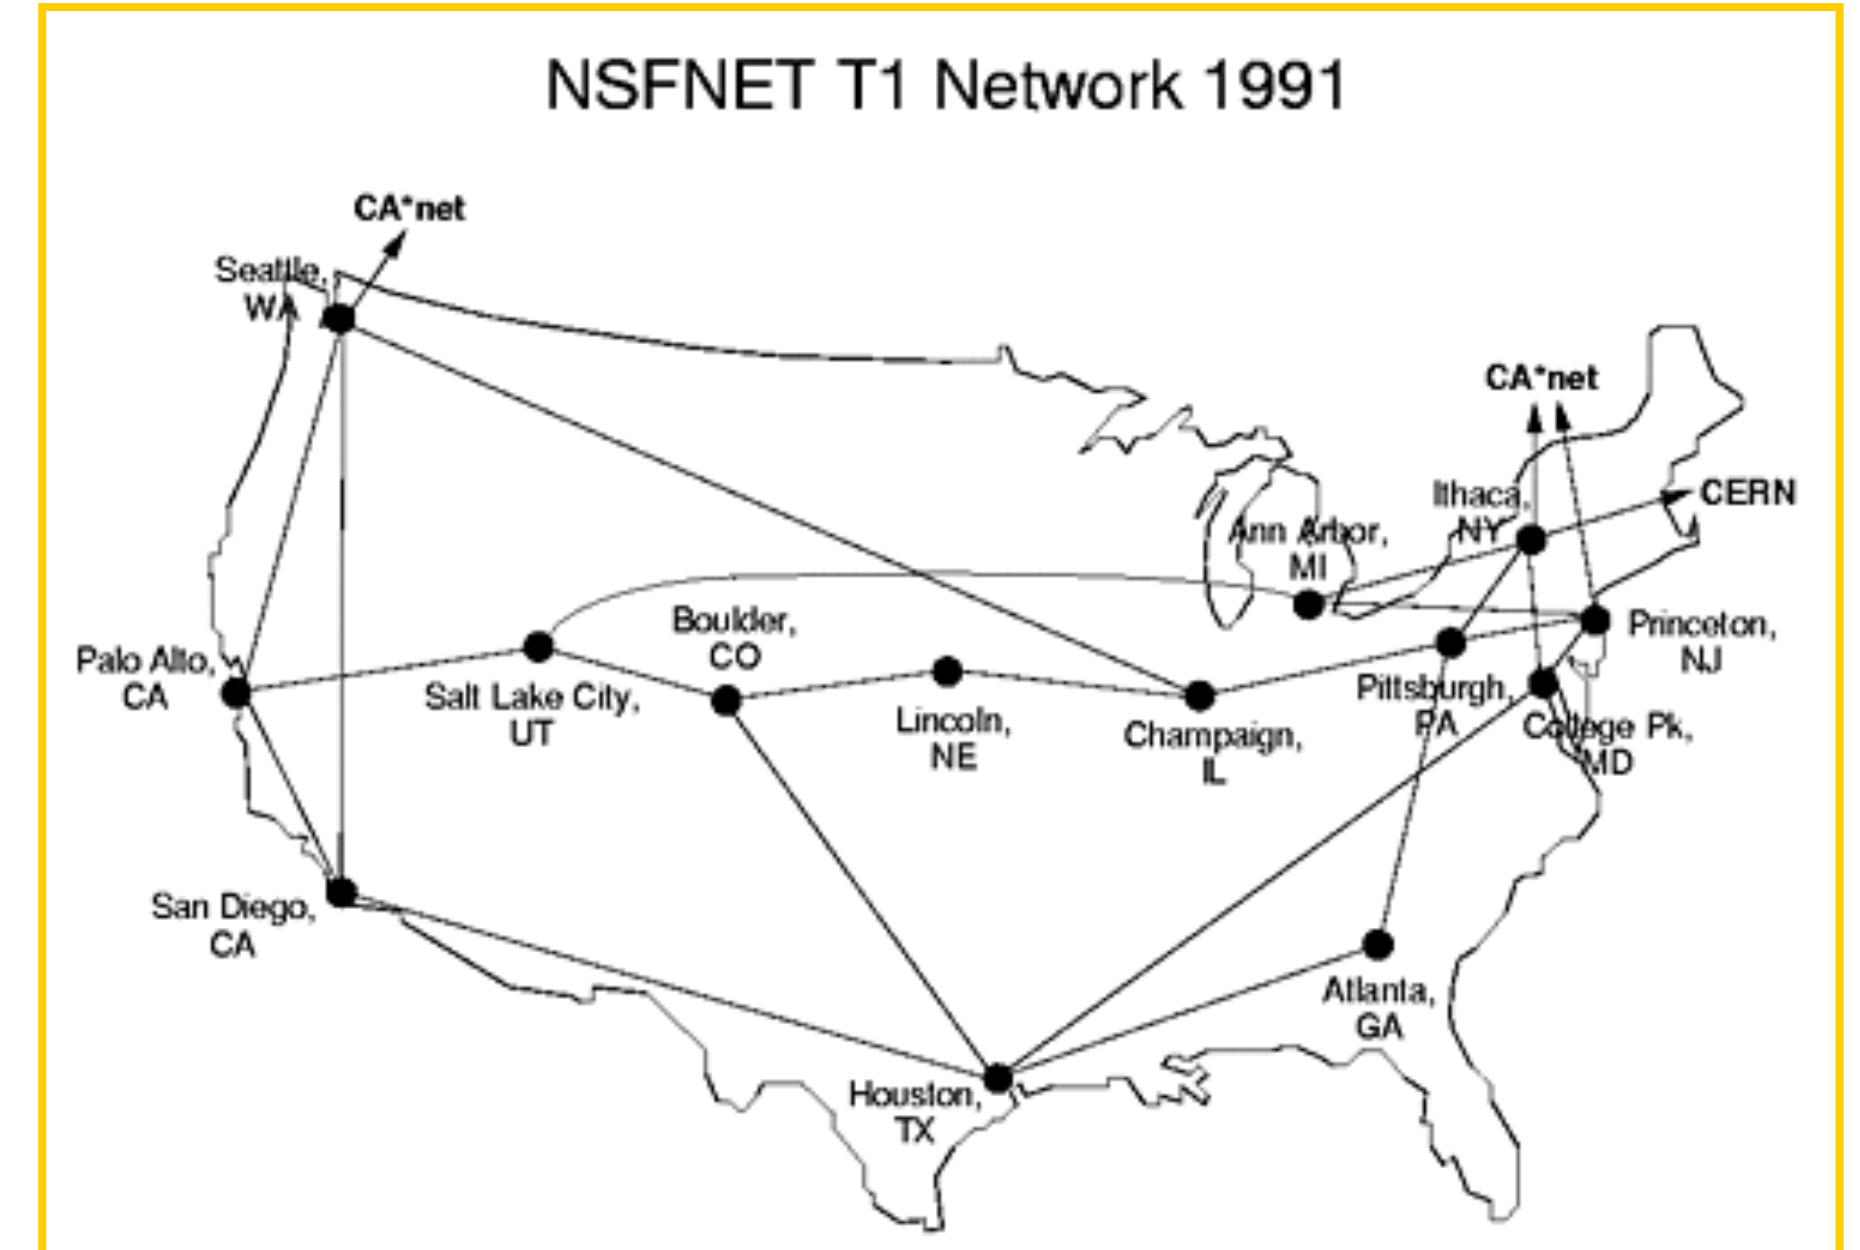 NSFNET T1 Network 1991
CA*net
Seattle,
WA
CA*net
Ithaca,
NY
CERN
Ann Arbor,
MI
Boulder,
CO
Princeton,
NJ
Palo Alto,
CA
Salt Lake City,
UT
Pittsburgh,
PA
Lincoln,
NE
Champaign,
IL
College Pk,
MD
San Diego,
CA
Atlanta,
GA
Houston,
TX